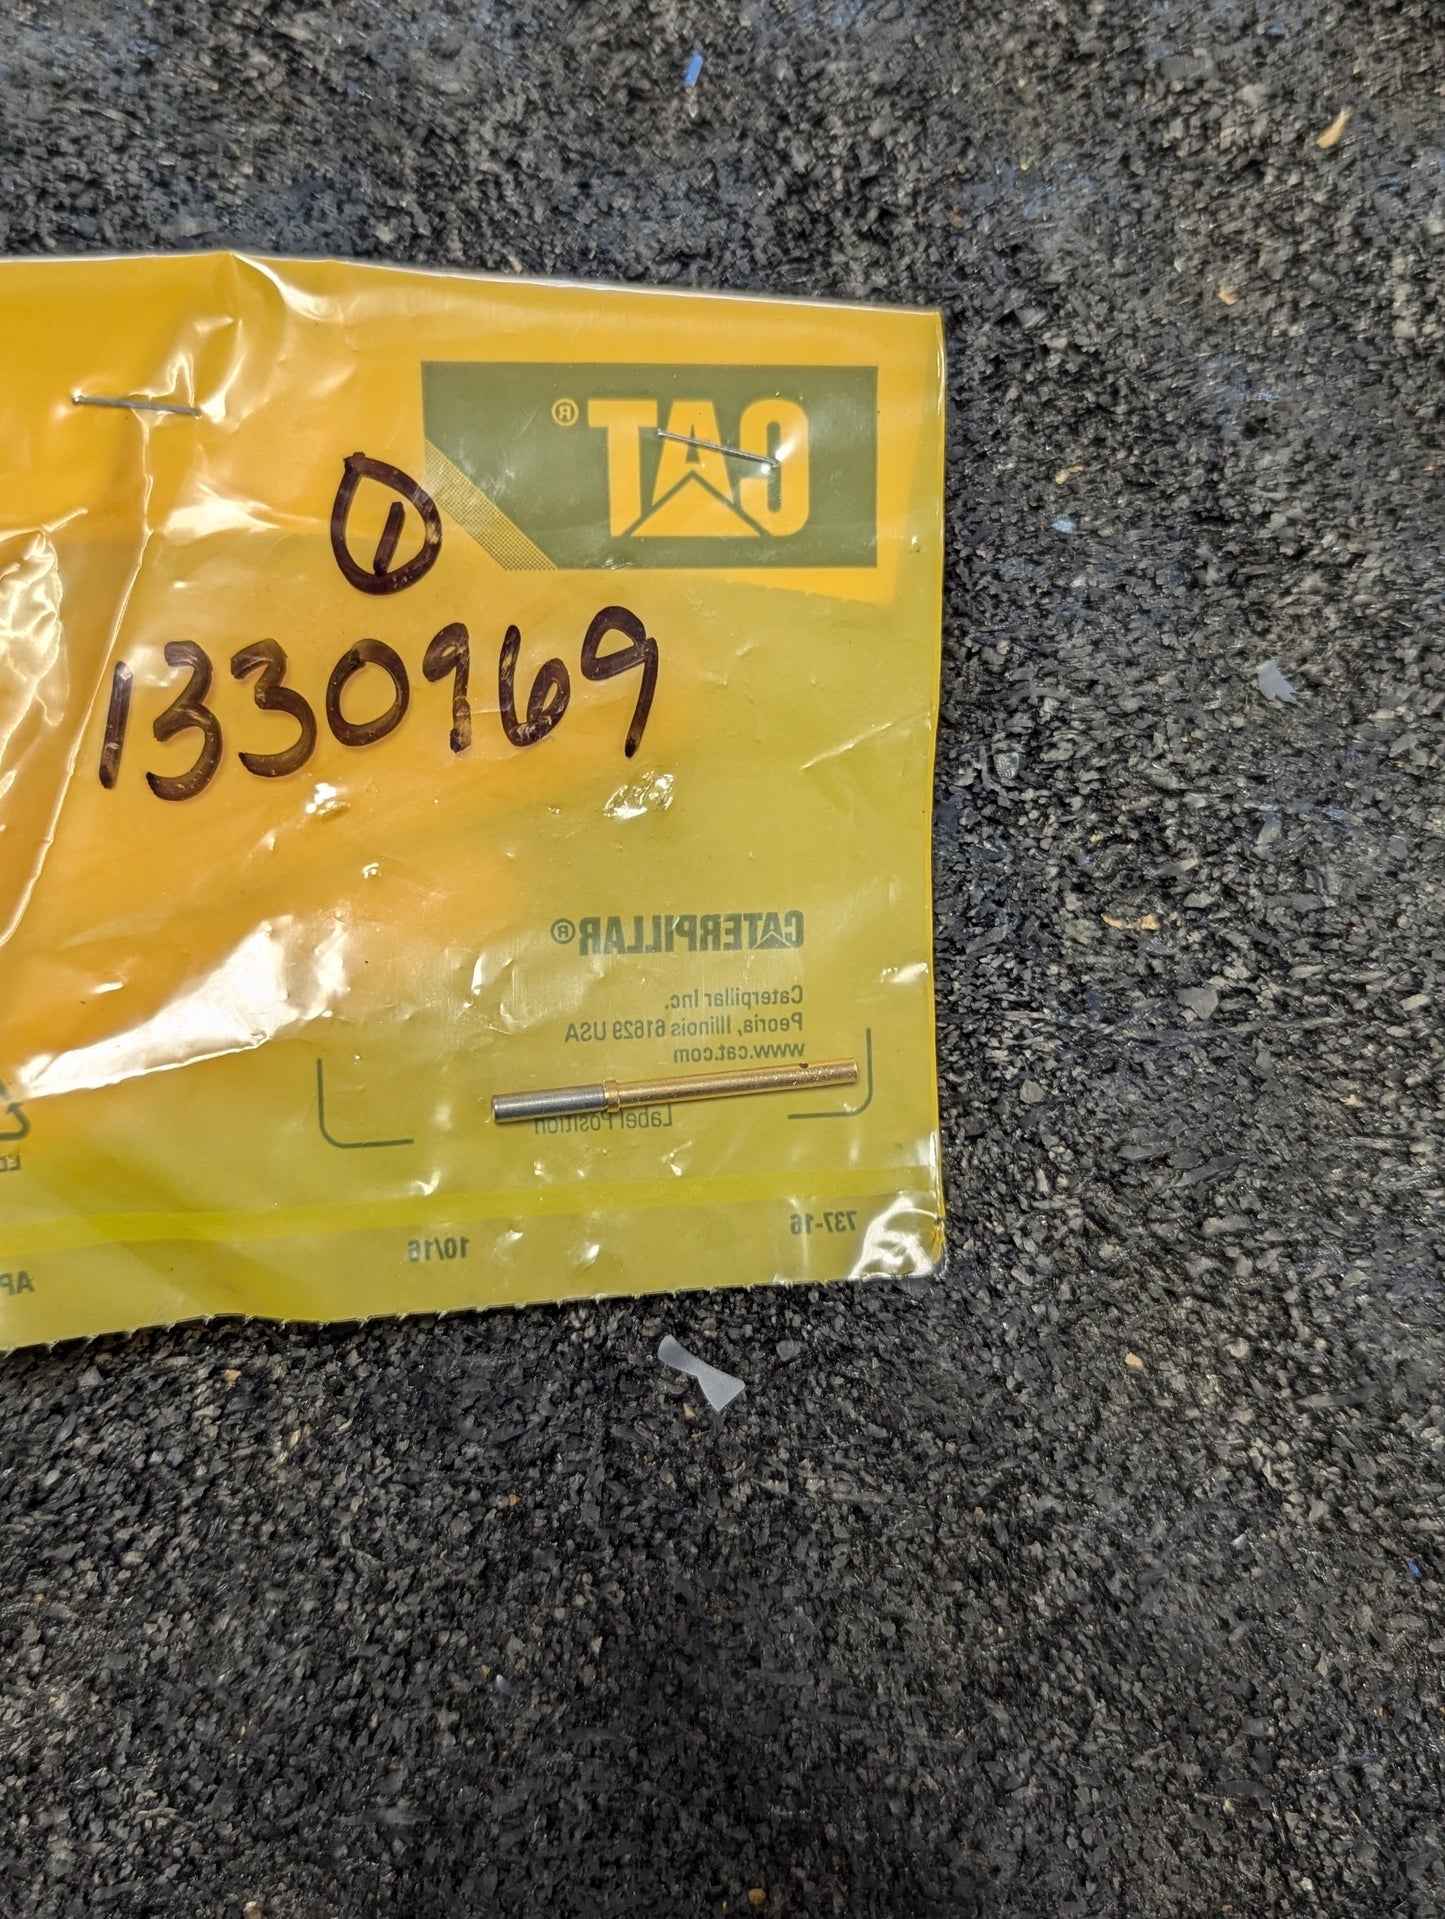 CAT®
1
1330969
CATERPILLAR®
Caterpillar Inc.
Peoria, Illinois 61629 USA
www.cat.com
Label Position
737-16
10/16